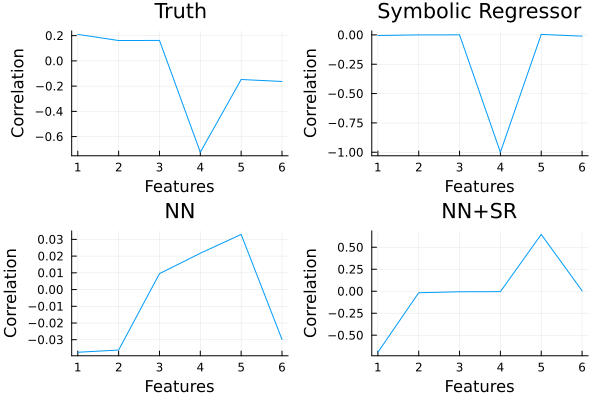 Truth
Correlation
0.2
0.0
−0.2
−0.4
−0.6
1 2 3 4 5 6
Features
Symbolic Regressor
Correlation
0.00
−0.25
−0.50
−0.75
−1.00
1 2 3 4 5 6
Features
NN
Correlation
0.03
0.02
0.01
0.00
−0.01
−0.02
−0.03
1 2 3 4 5 6
Features
NN+SR
Correlation
0.50
0.25
0.00
−0.25
−0.50
1 2 3 4 5 6
Features